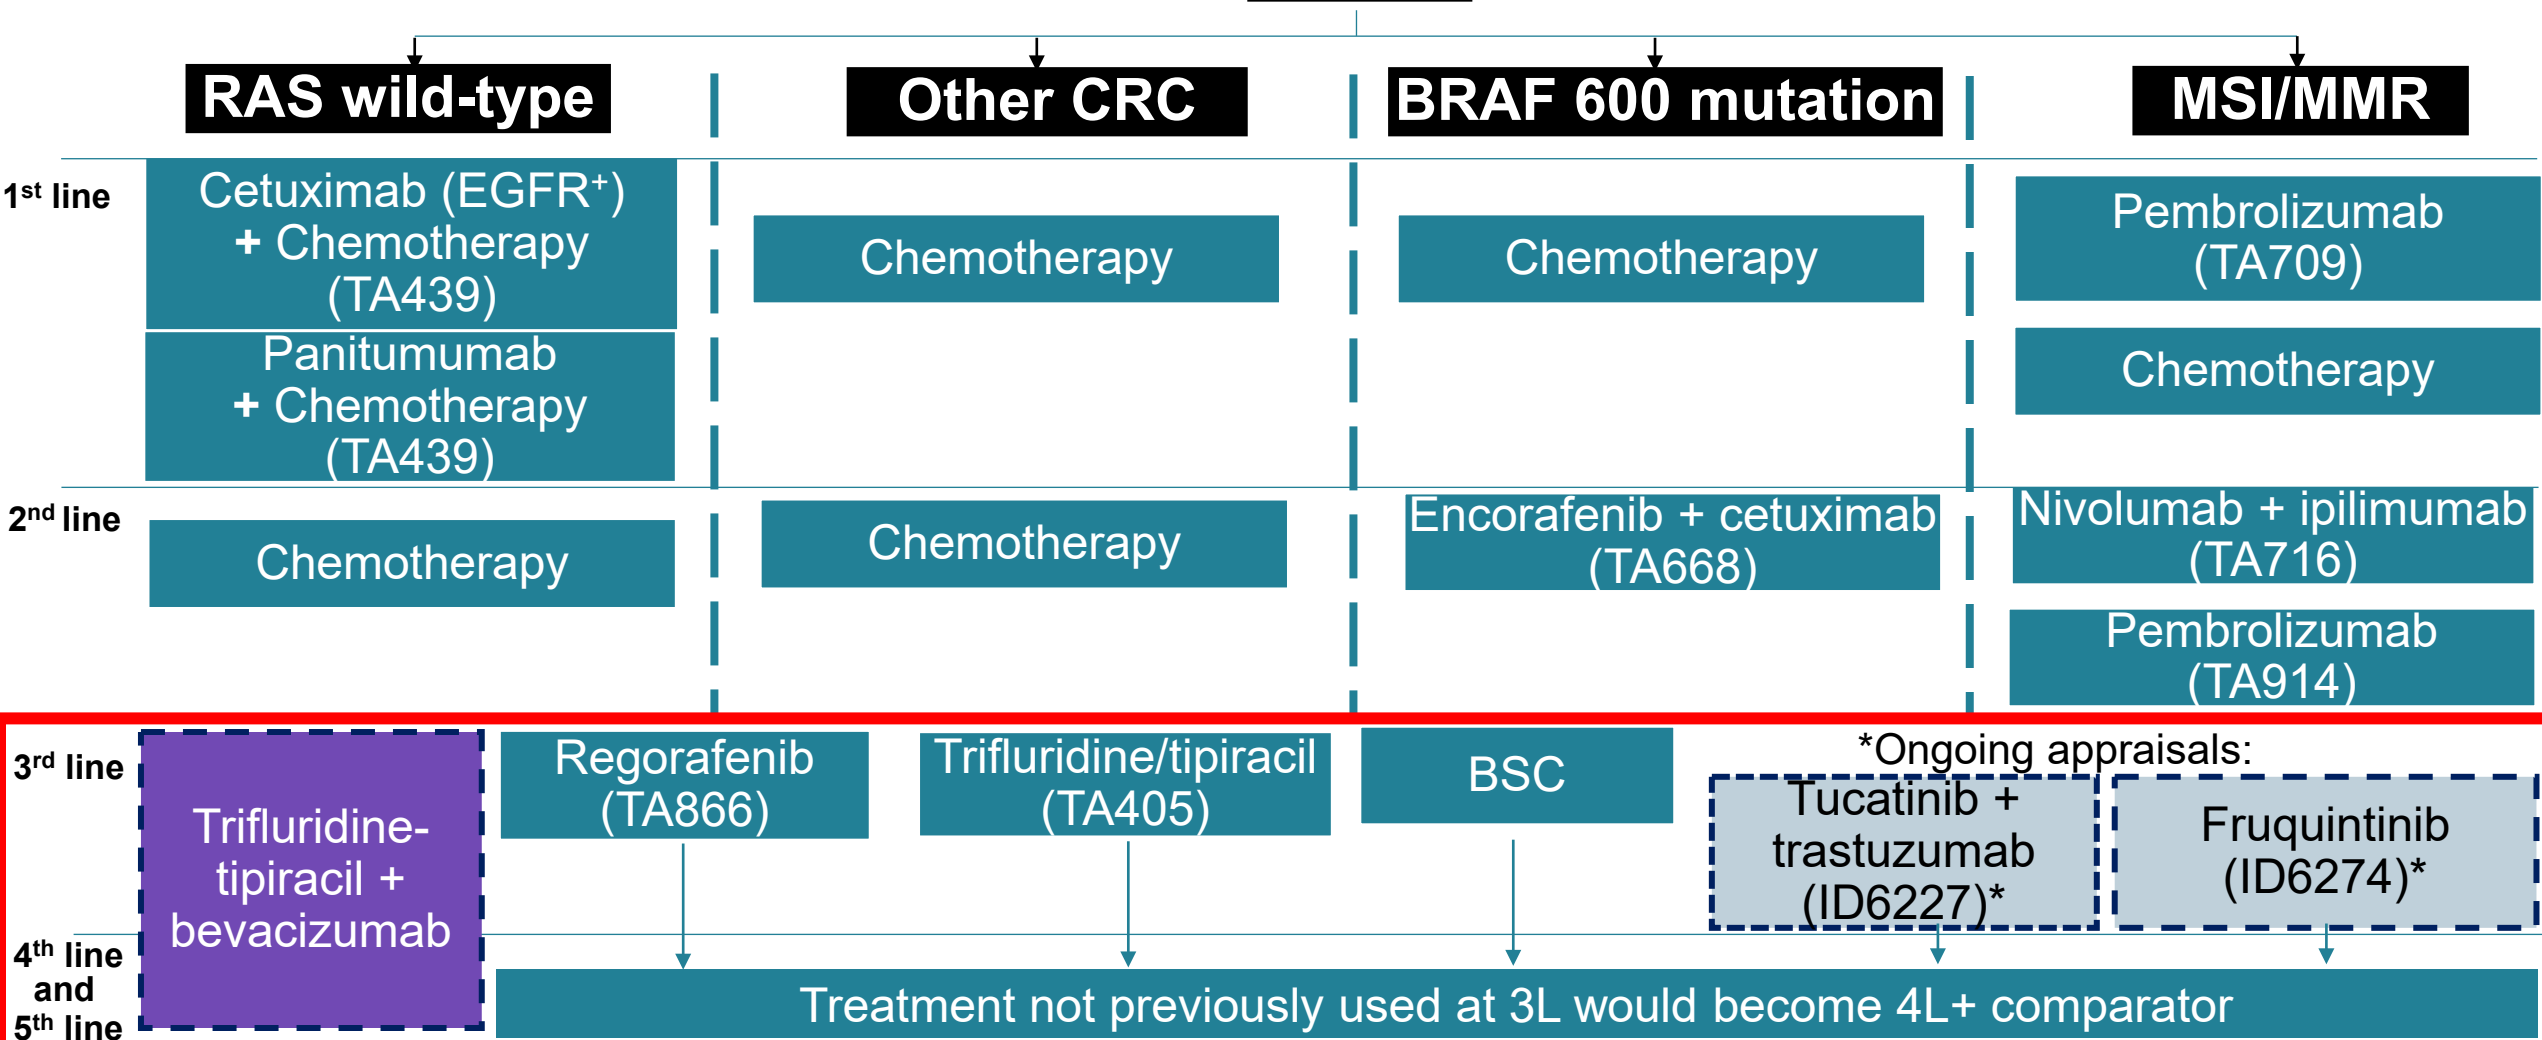 RAS wild-type
Other CRC
BRAF 600 mutation
MSI/MMR
1st line
Cetuximab (EGFR+)
+ Chemotherapy
(TA439)
Panitumumab
+ Chemotherapy
(TA439)
Chemotherapy
Chemotherapy
Pembrolizumab
(TA709)
Chemotherapy
2nd line
Chemotherapy
Chemotherapy
Encorafenib + cetuximab
(TA668)
Nivolumab + ipilimumab
(TA716)
Pembrolizumab
(TA914)
3rd line
Trifluridine-
tipiracil +
bevacizumab
Regorafenib
(TA866)
Trifluridine/tipiracil
(TA405)
BSC
*Ongoing appraisals:
Tucatinib +
trastuzumab
(ID6227)*
Fruquintinib
(ID6274)*
4th line
and
5th line
Treatment not previously used at 3L would become 4L+ comparator